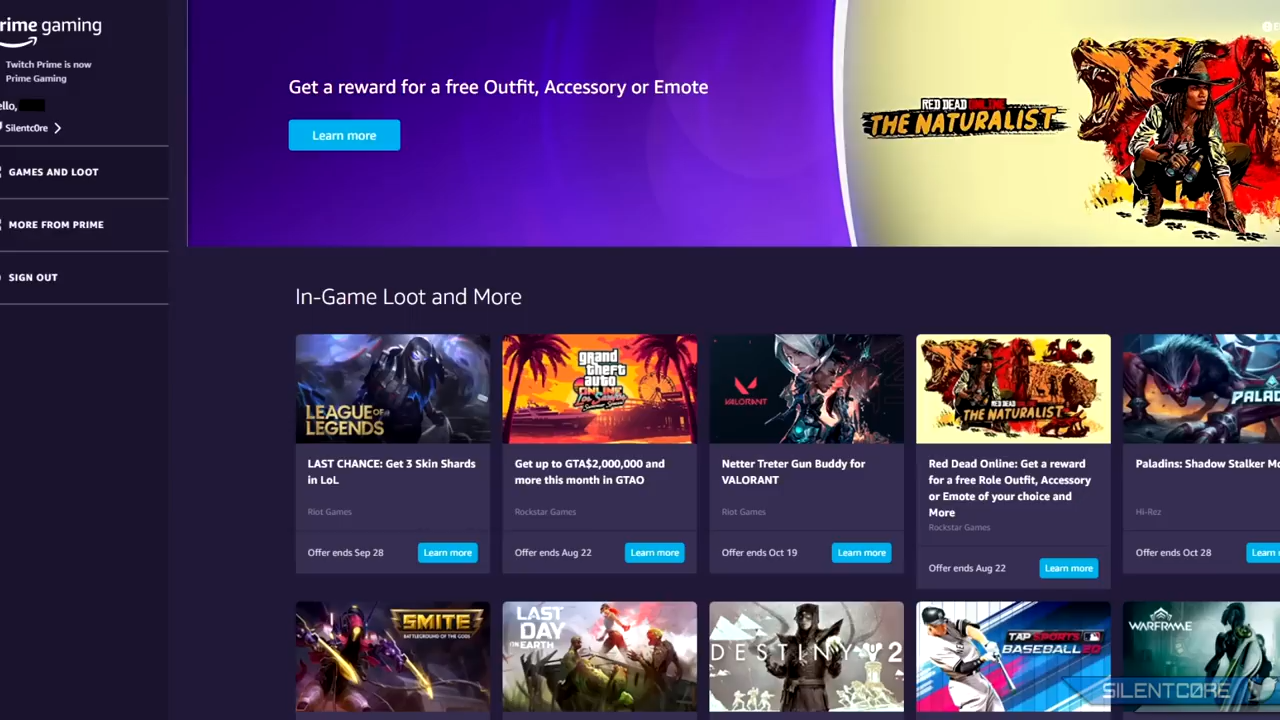 rime gaming
Twitch Prime is now
Prime Gaming
ello,
Silentc0re
GAMES AND LOOT
MORE FROM PRIME
SIGN OUT
Get a reward for a free Outfit, Accessory or Emote
Learn more
RED DEAD ONLINE
THE NATURALIST
In-Game Loot and More
LEAGUE OF
LEGENDS
LAST CHANCE: Get 3 Skin Shards
in LoL
Riot Games
Offer ends Sep 28
Learn more
grand
theft
auto
ONLINE
Get up to GTA$2,000,000 and
more this month in GTAO
Rockstar Games
Offer ends Aug 22
Learn more
VALORANT
Netter Treter Gun Buddy for
VALORANT
Riot Games
Offer ends Oct 19
Learn more
RED DEAD ONLINE
THE NATURALIST
Red Dead Online: Get a reward
for a free Role Outfit, Accessory
or Emote of your choice and
More
Rockstar Games
Offer ends Aug 22
Learn more
PALAD
Paladins: Shadow Stalker Mo
Hi-Rez
Offer ends Oct 28
Learn
SMITE
BATTLEGROUND OF THE GODS
LAST
DAY
ON EARTH
DESTINY 2
TAP SPORTS
BASEBALL 20
WARFRAME
SILENTC0RE